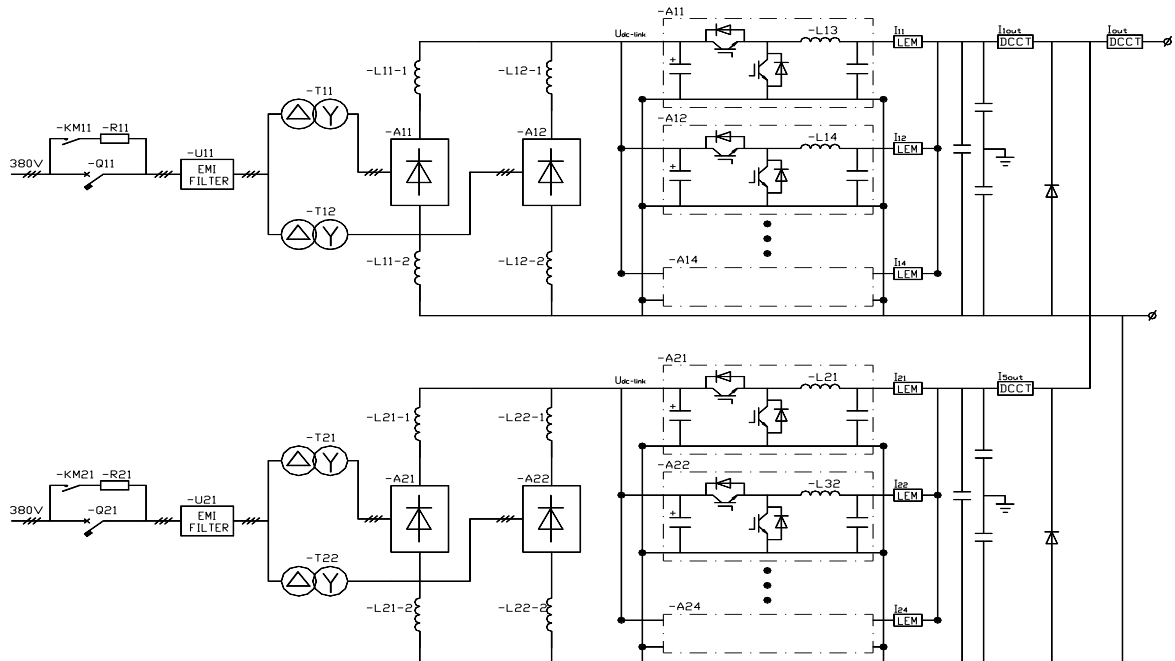 -A11
-L13
I11
LEM
I1out
DCCT
Iout
DCCT
Udc-link
-L11-1
-L12-1
-T11
-KM11
-R11
-A12
-L14
I12
LEM
-A11
-A12
380V
-Q11
-U11
EMI
FILTER
-T12
-L11-2
-L12-2
-A14
I14
LEM
-A21
-L21
I21
LEM
I5out
DCCT
Udc-link
-L21-1
-L22-1
-T21
-KM21
-R21
-A22
-L32
I22
LEM
-A21
-A22
380V
-Q21
-U21
EMI
FILTER
-T22
-L21-2
-L22-2
-A24
I24
LEM